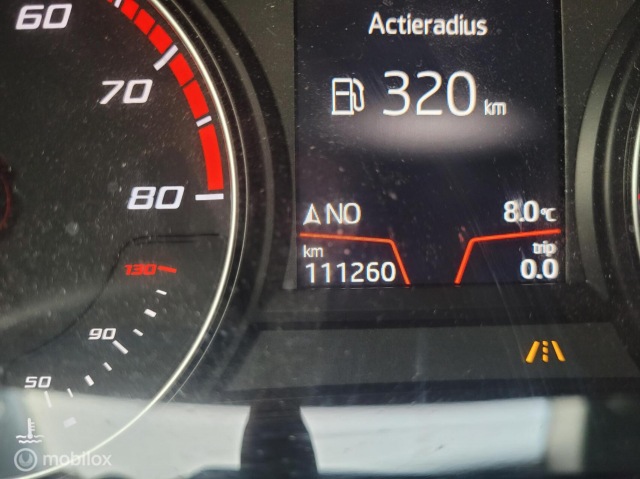 60
70
80
Actieradius
320 km
NO 8.0°C
km trip
111260 0.0
130
90
50
mobilox